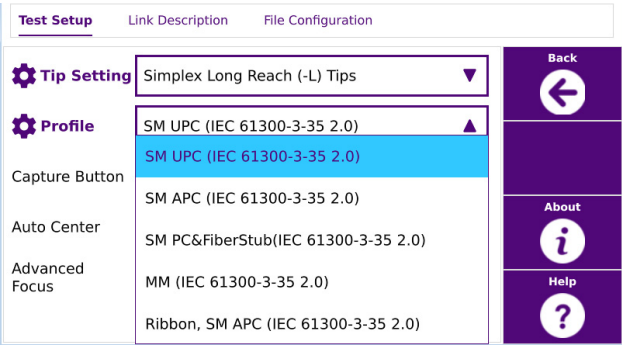 Test Setup Link Description File Configuration
Tip Setting Simplex Long Reach (-L) Tips
Profile SM UPC (IEC 61300-3-35 2.0)
SM UPC (IEC 61300-3-35 2.0)
Capture Button
SM APC (IEC 61300-3-35 2.0)
Auto Center
SM PC&FiberStub(IEC 61300-3-35 2.0)
Advanced
Focus
MM (IEC 61300-3-35 2.0)
Ribbon, SM APC (IEC 61300-3-35 2.0)
Back
About
i
Help
?